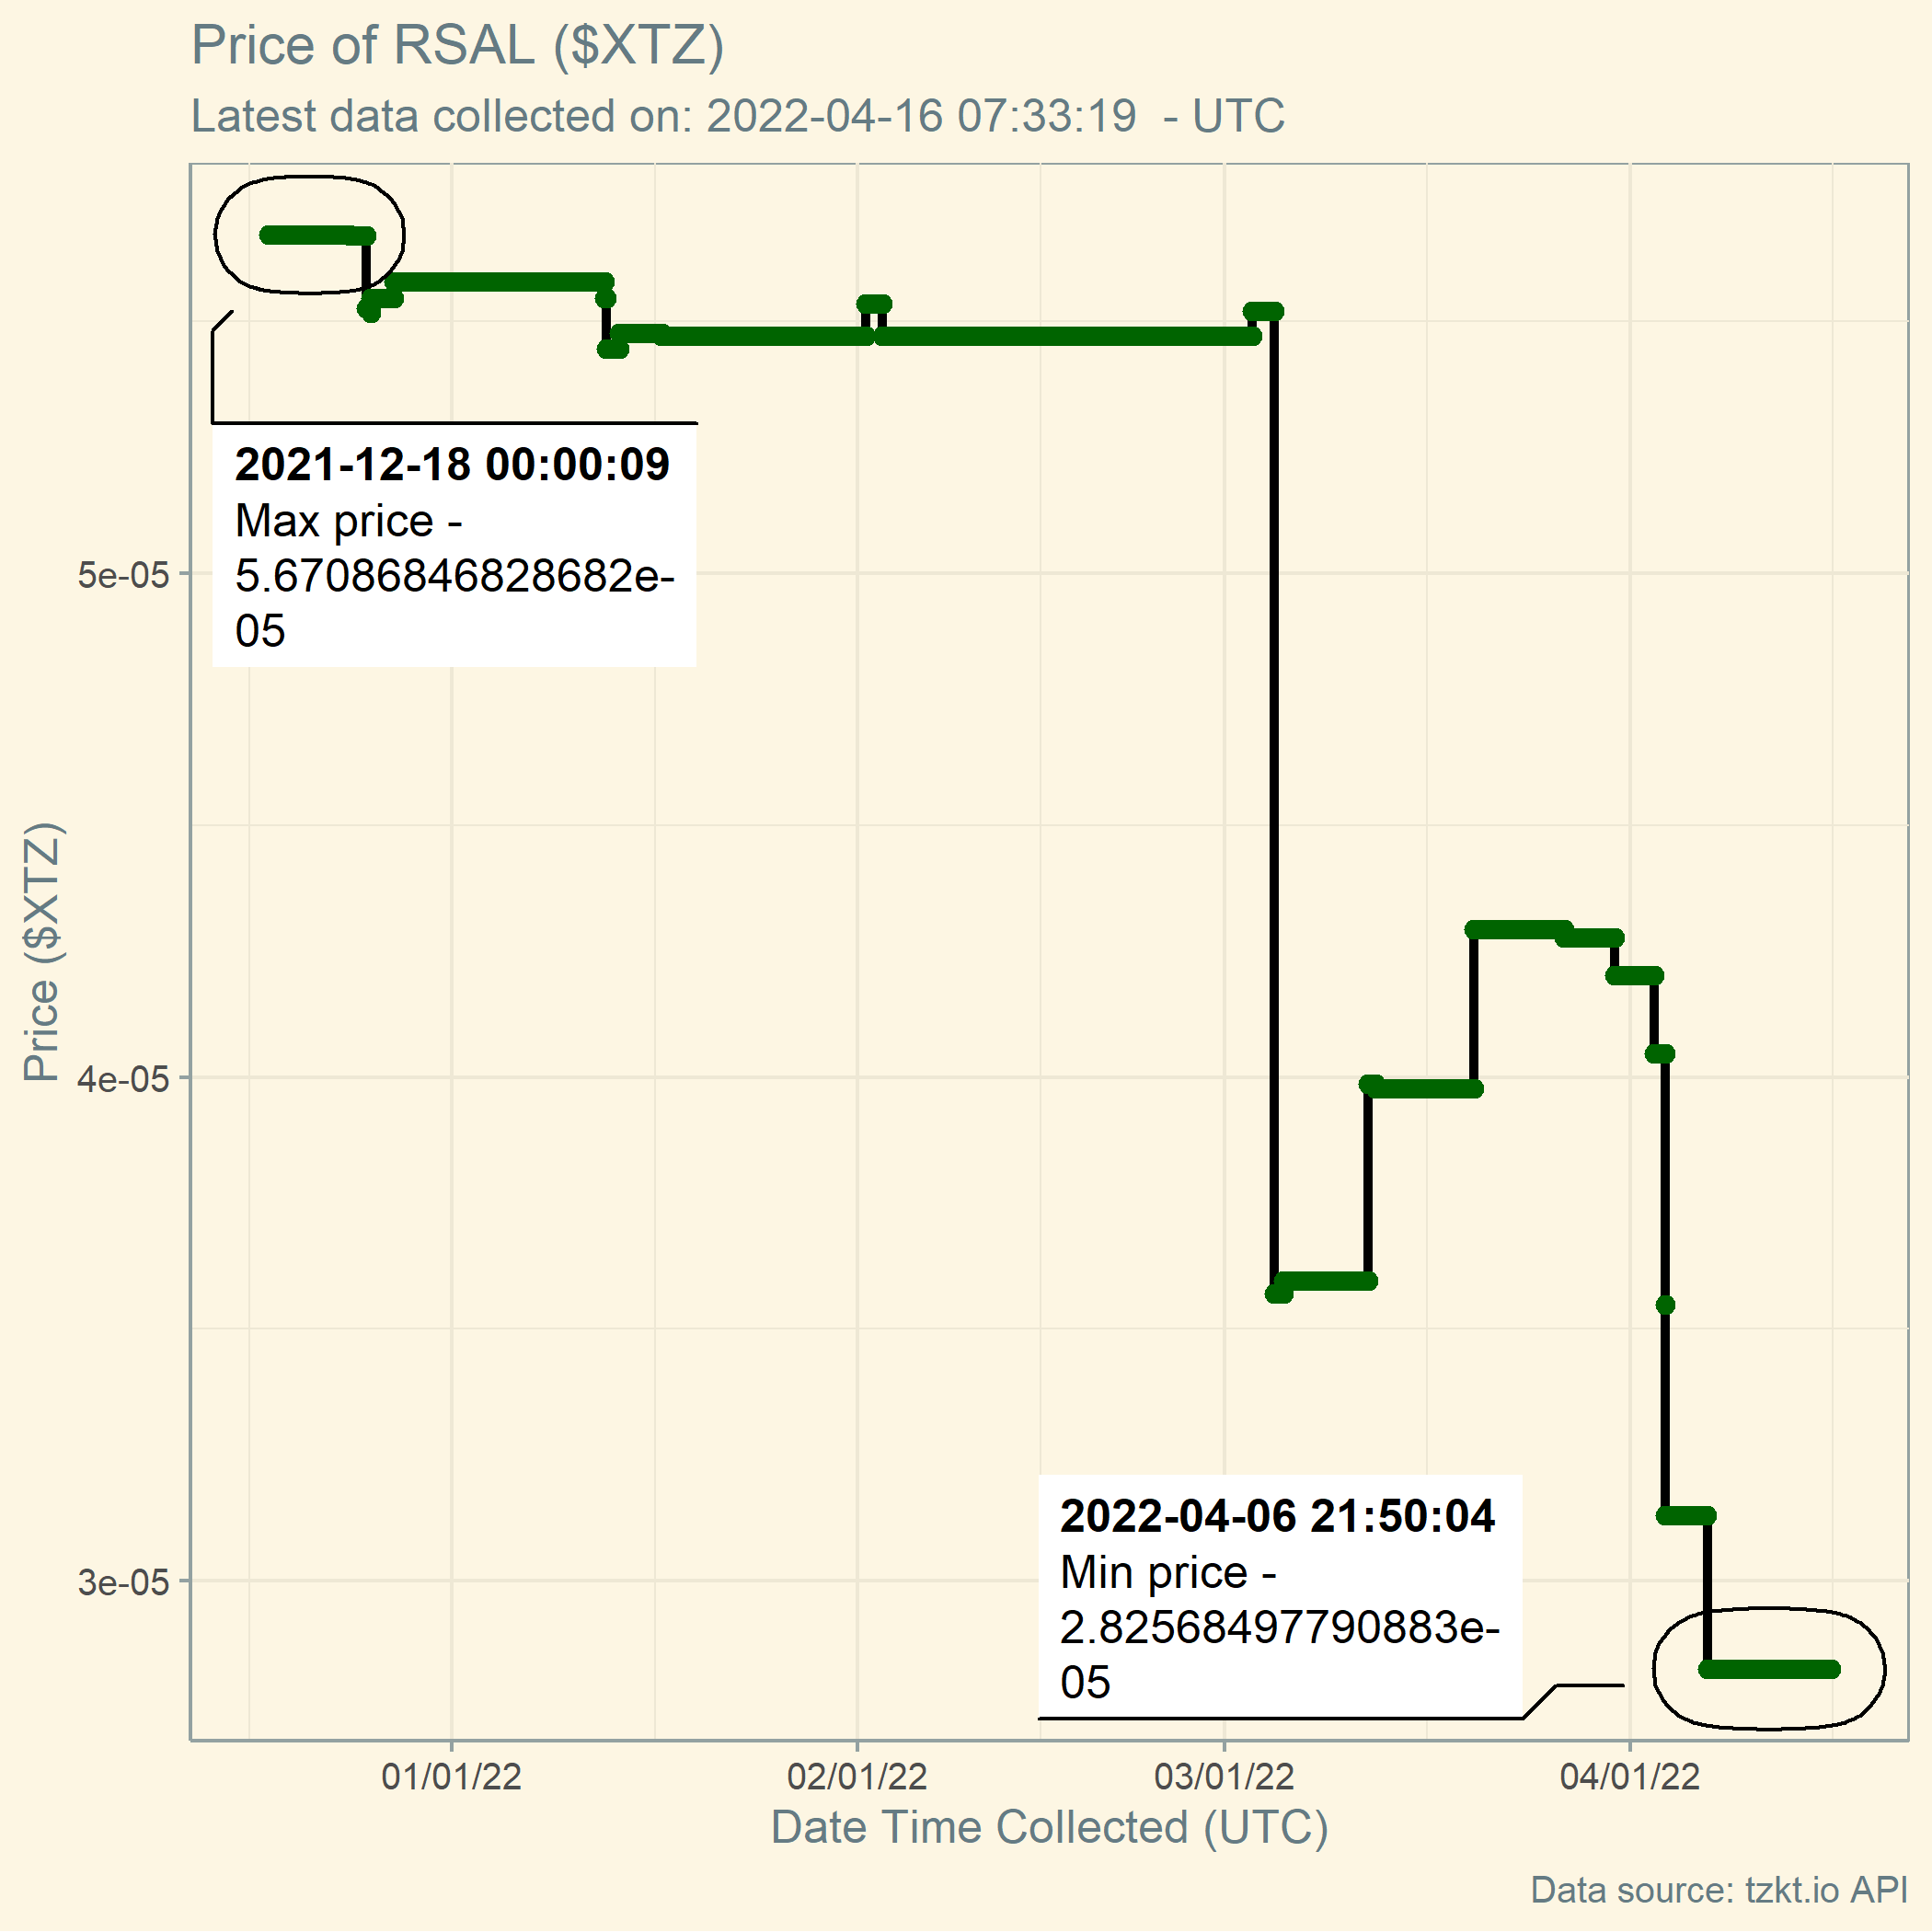 Price of RSAL ($XTZ)
Latest data collected on: 2022-04-16 07:33:19  - UTC
2021-12-18 00:00:09
Max price -
5.67086846828682e-
05
5e-05
Price ($XTZ)
4e-05
2022-04-06 21:50:04
Min price -
2.82568497790883e-
05
3e-05
01/01/22 02/01/22 03/01/22 04/01/22
Date Time Collected (UTC)
Data source: tzkt.io API